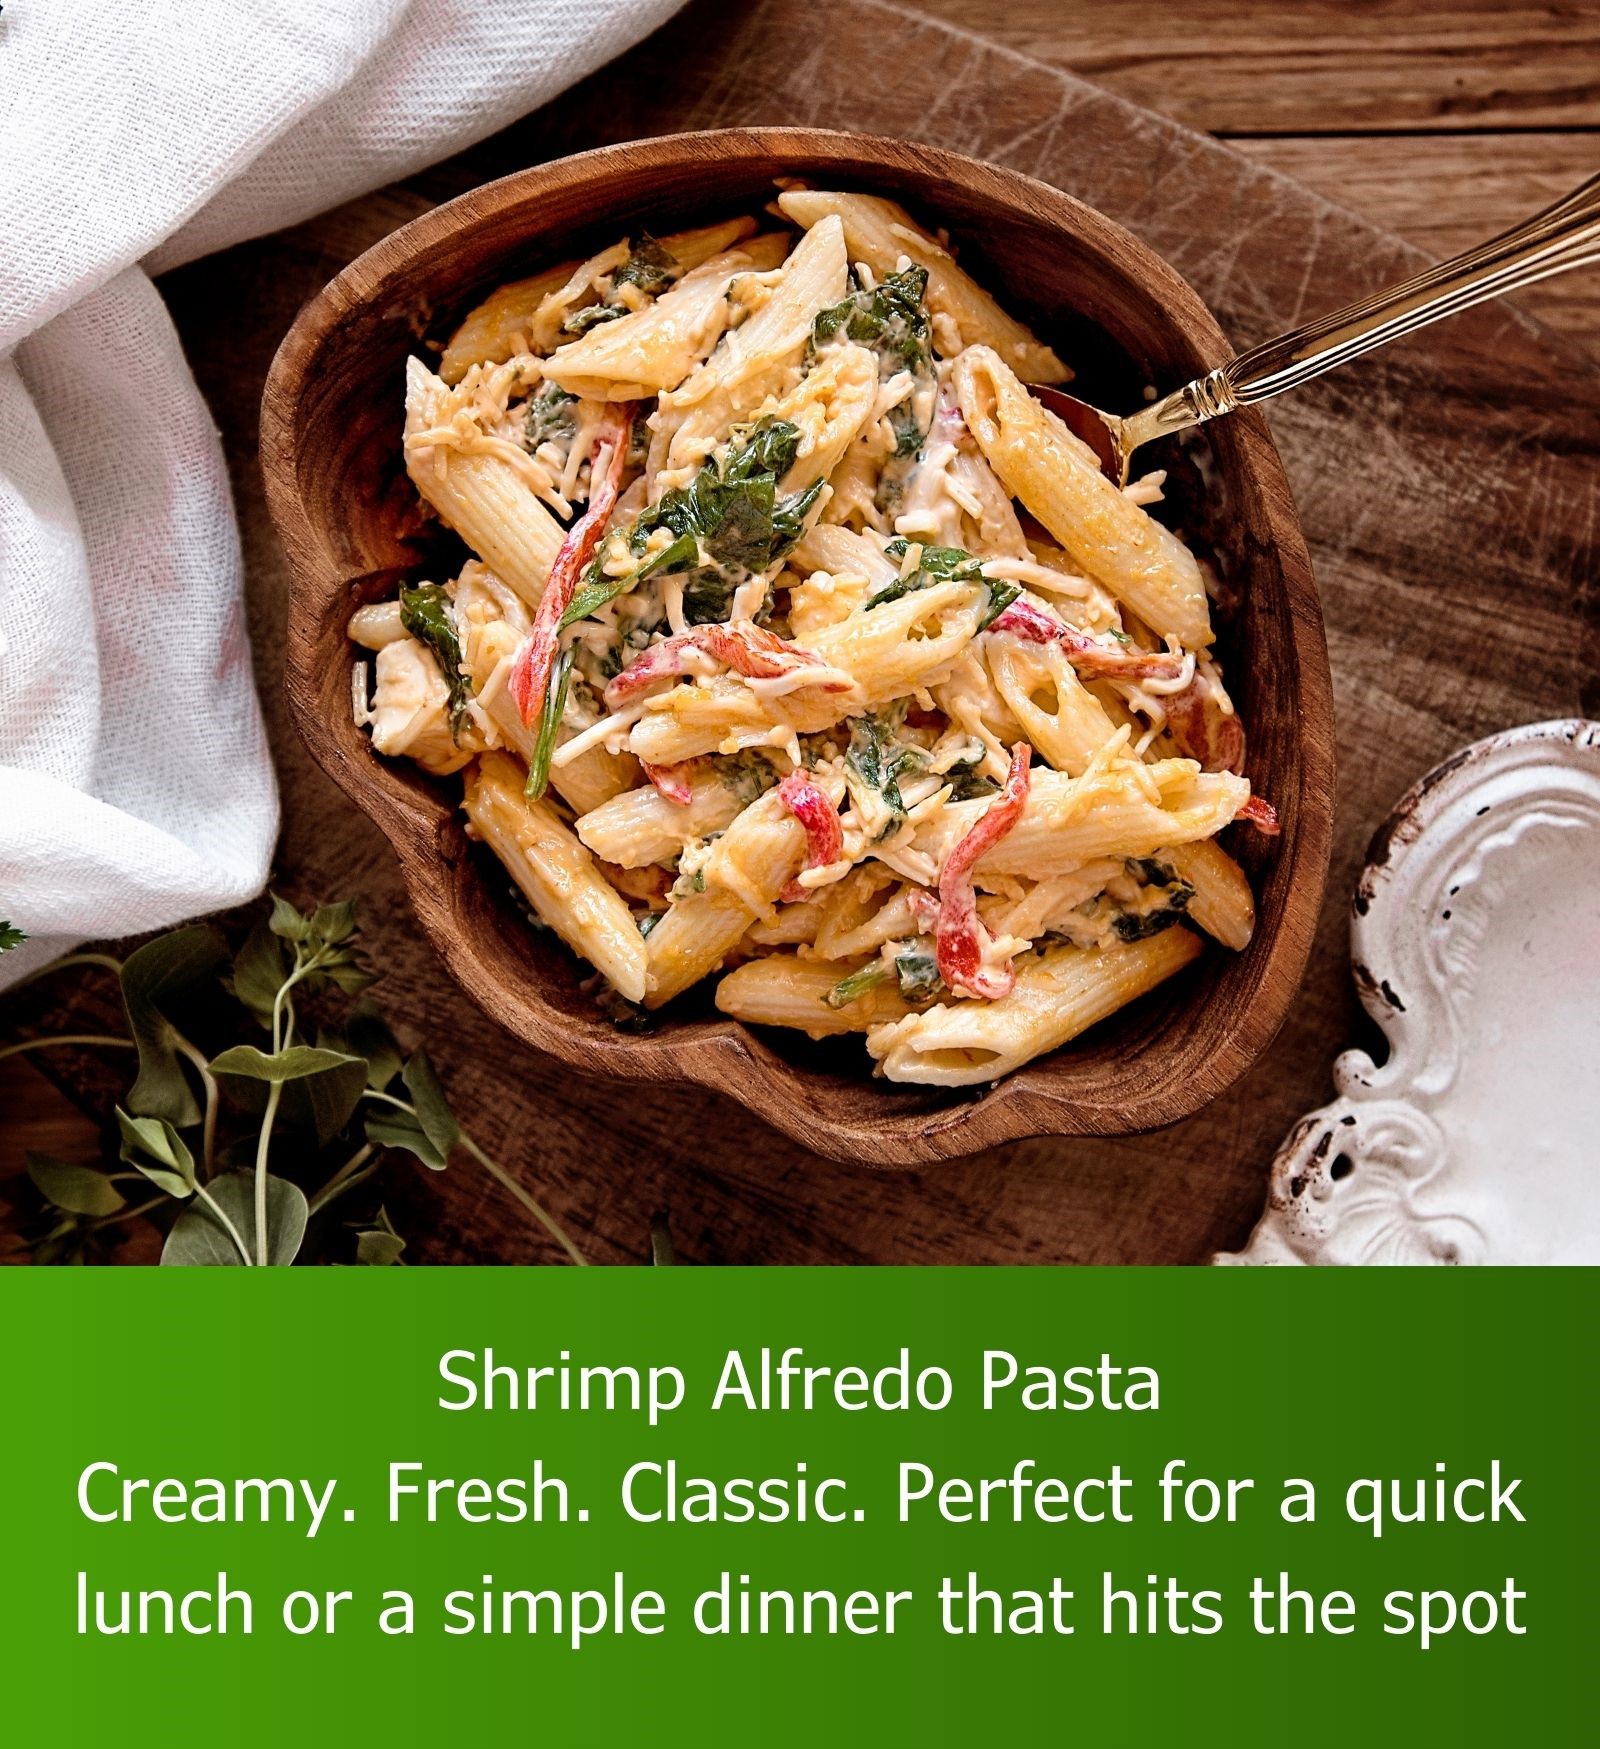 Shrimp Alfredo Pasta
Creamy. Fresh. Classic. Perfect for a quick
lunch or a simple dinner that hits the spot